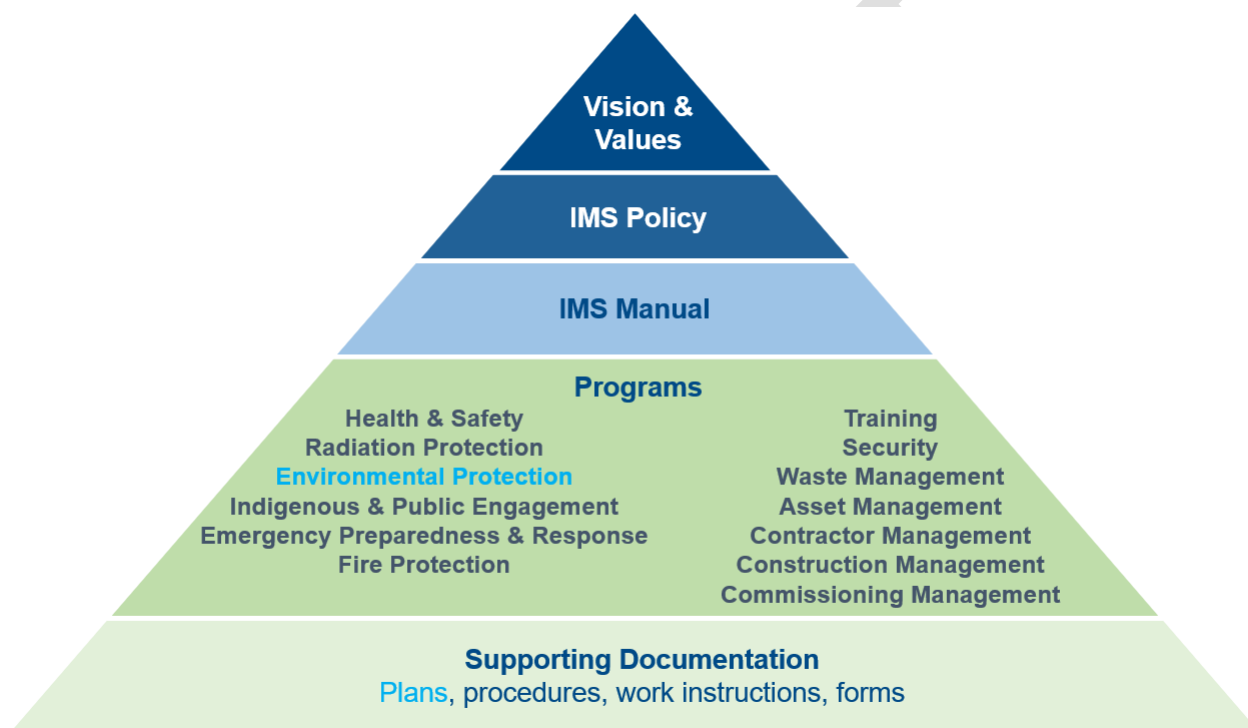 Vision &
Values
IMS Policy
IMS Manual
Programs
Health & Safety
Radiation Protection
Environmental Protection
Indigenous & Public Engagement
Emergency Preparedness & Response
Fire Protection
Training
Security
Waste Management
Asset Management
Contractor Management
Construction Management
Commissioning Management
Supporting Documentation
Plans, procedures, work instructions, forms